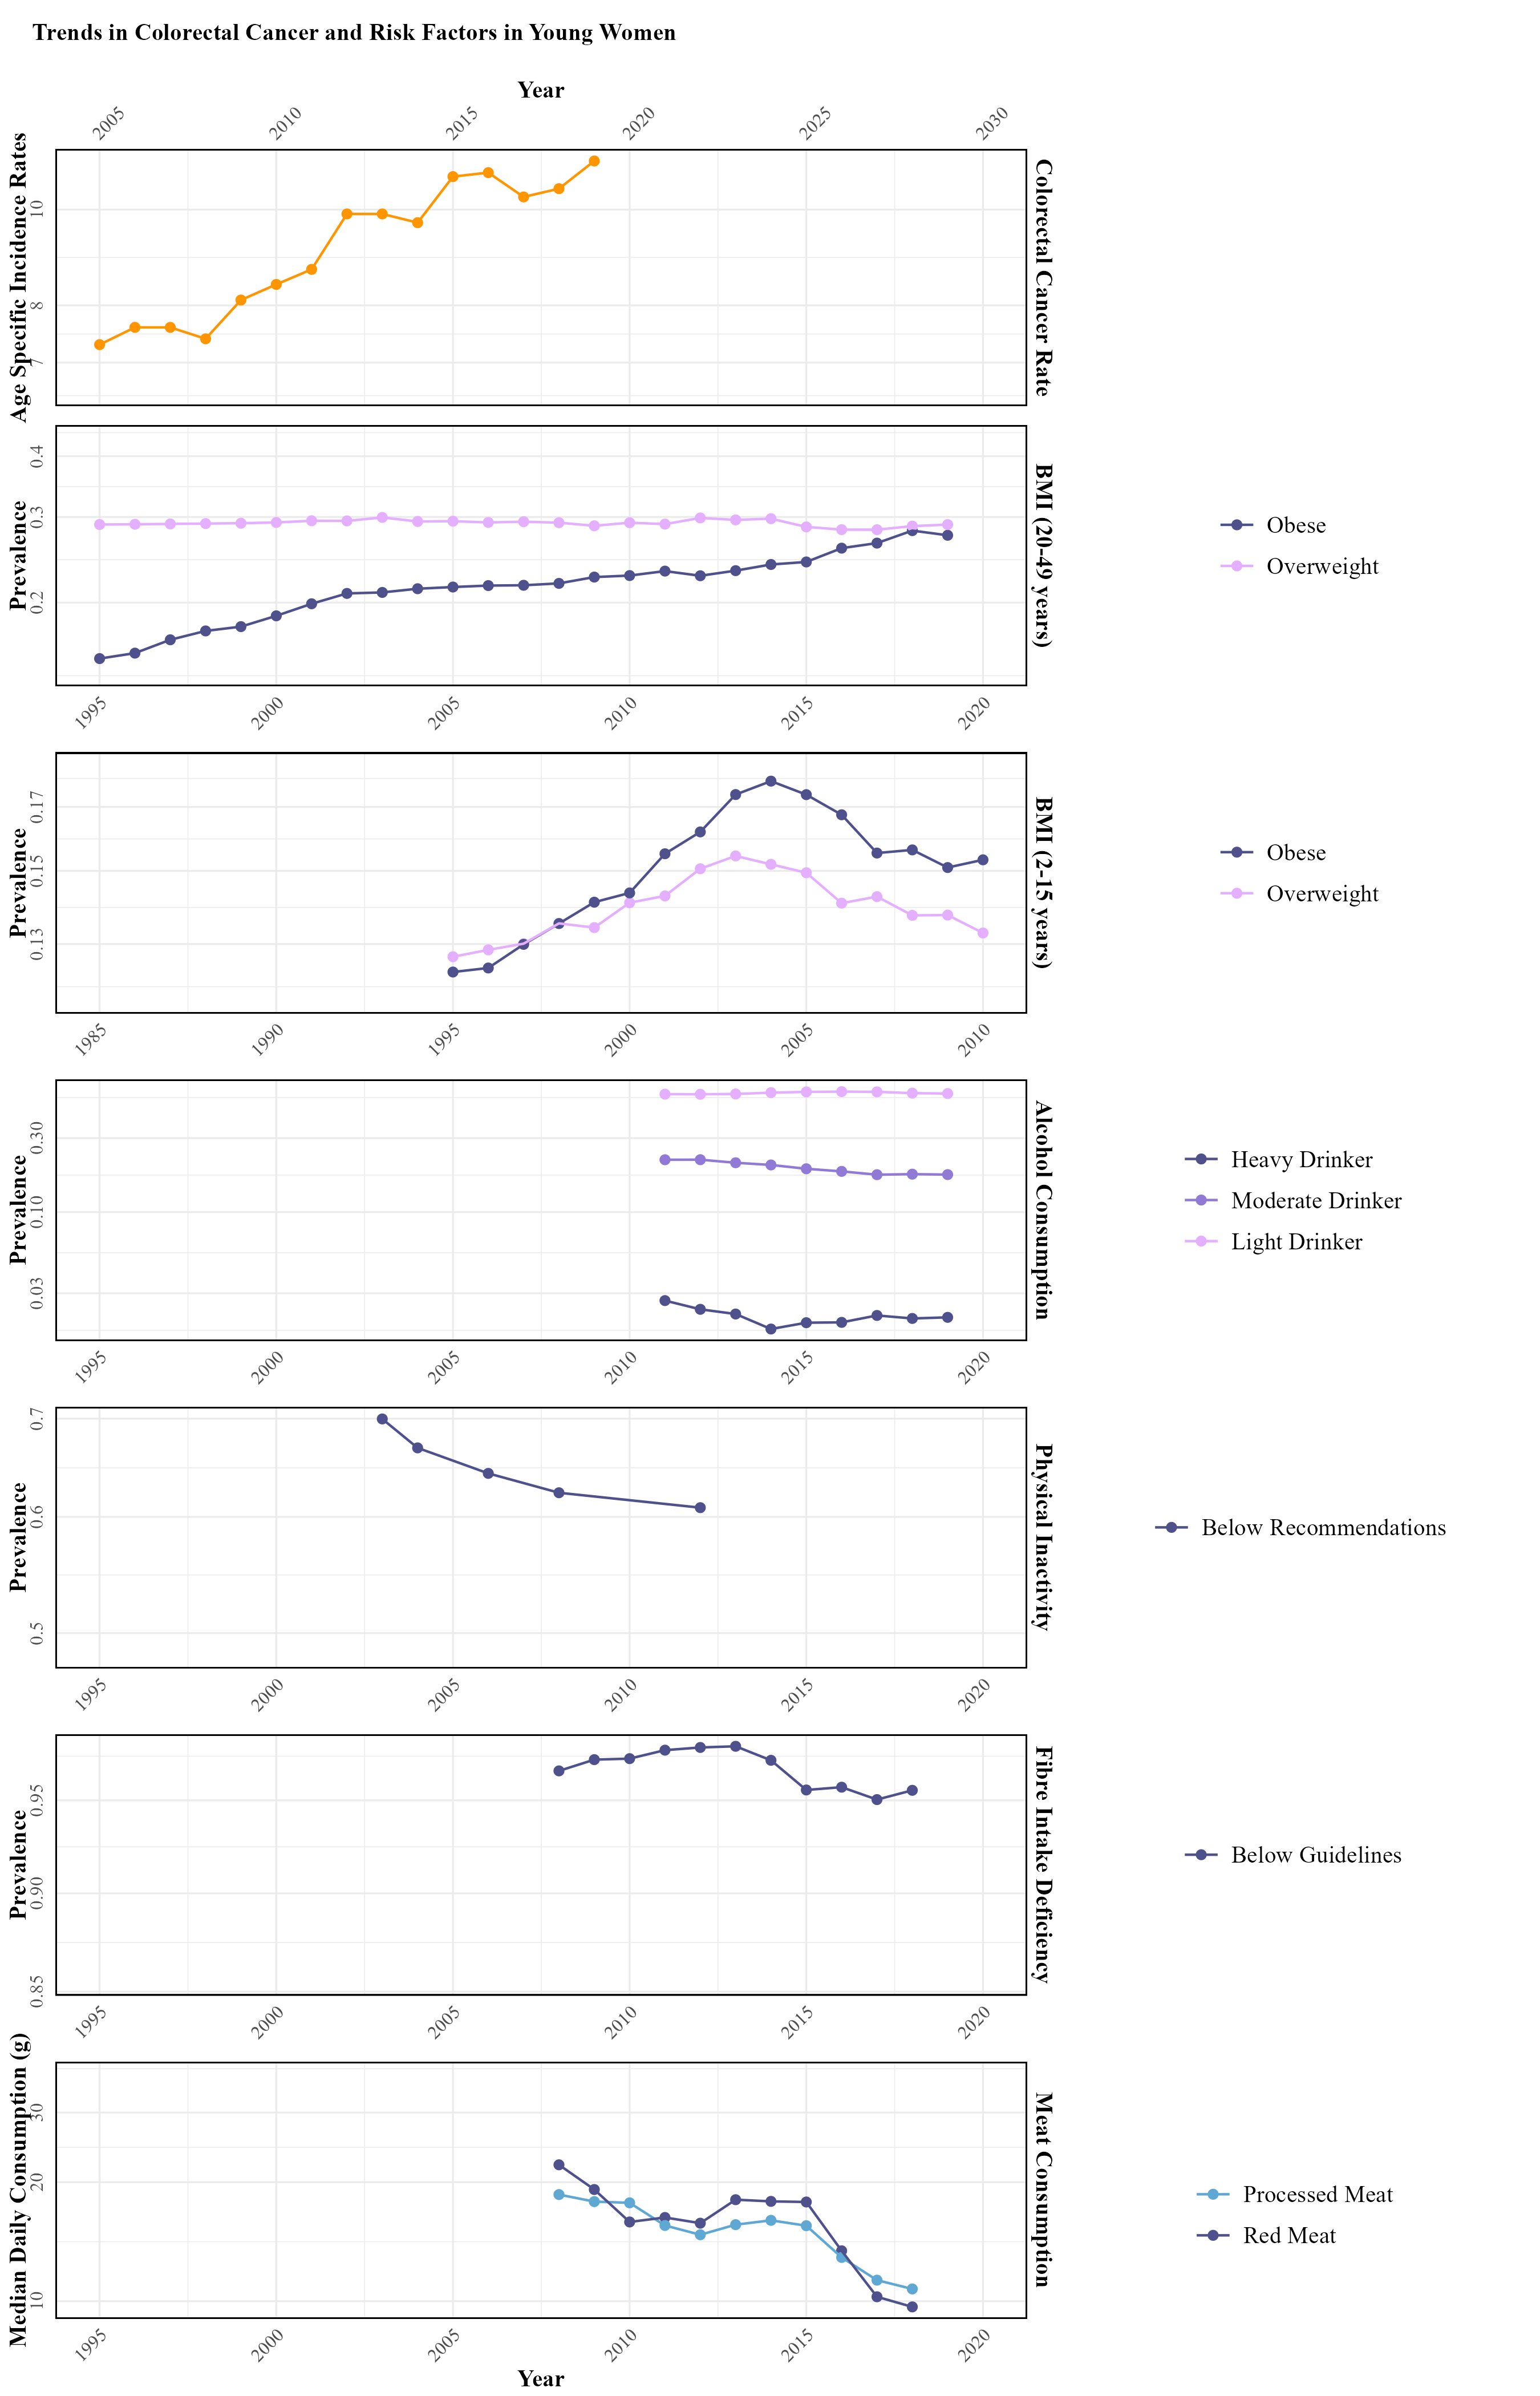 Trends in Colorectal Cancer and Risk Factors in Young Women
Year
2005 2010 2015 2020 2025 2030
Age Specific Incidence Rates
10
8
7
Colorectal Cancer Rate
Prevalence
0.4
0.3
0.2
BMI (20-49 years)
Obese
Overweight
1995 2000 2005 2010 2015 2020
Prevalence
0.17
0.15
0.13
BMI (2-15 years)
Obese
Overweight
1985 1990 1995 2000 2005 2010
Prevalence
0.30
0.10
0.03
Alcohol Consumption
Heavy Drinker
Moderate Drinker
Light Drinker
1995 2000 2005 2010 2015 2020
Prevalence
0.7
0.6
0.5
Physical Inactivity
Below Recommendations
1995 2000 2005 2010 2015 2020
Prevalence
0.95
0.90
0.85
Fibre Intake Deficiency
Below Guidelines
1995 2000 2005 2010 2015 2020
Median Daily Consumption (g)
30
20
10
Meat Consumption
Processed Meat
Red Meat
1995 2000 2005 2010 2015 2020
Year